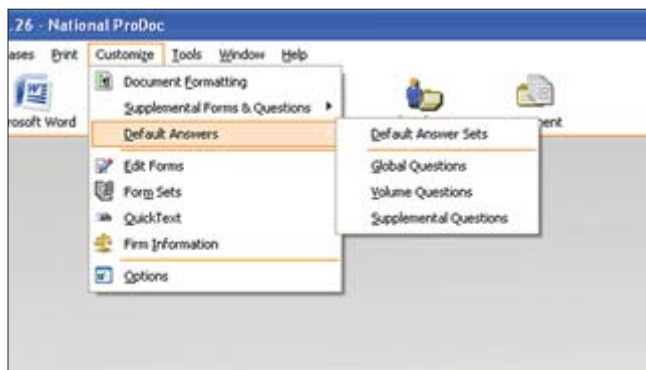 .26 - National ProDoc
ases Print Customize Tools Window Help
rosoft Word
ent
Document Formatting
Supplemental Forms & Questions
Default Answers
Edit Forms
Form Sets
QuickText
Firm Information
Options
Default Answer Sets
Global Questions
Volume Questions
Supplemental Questions